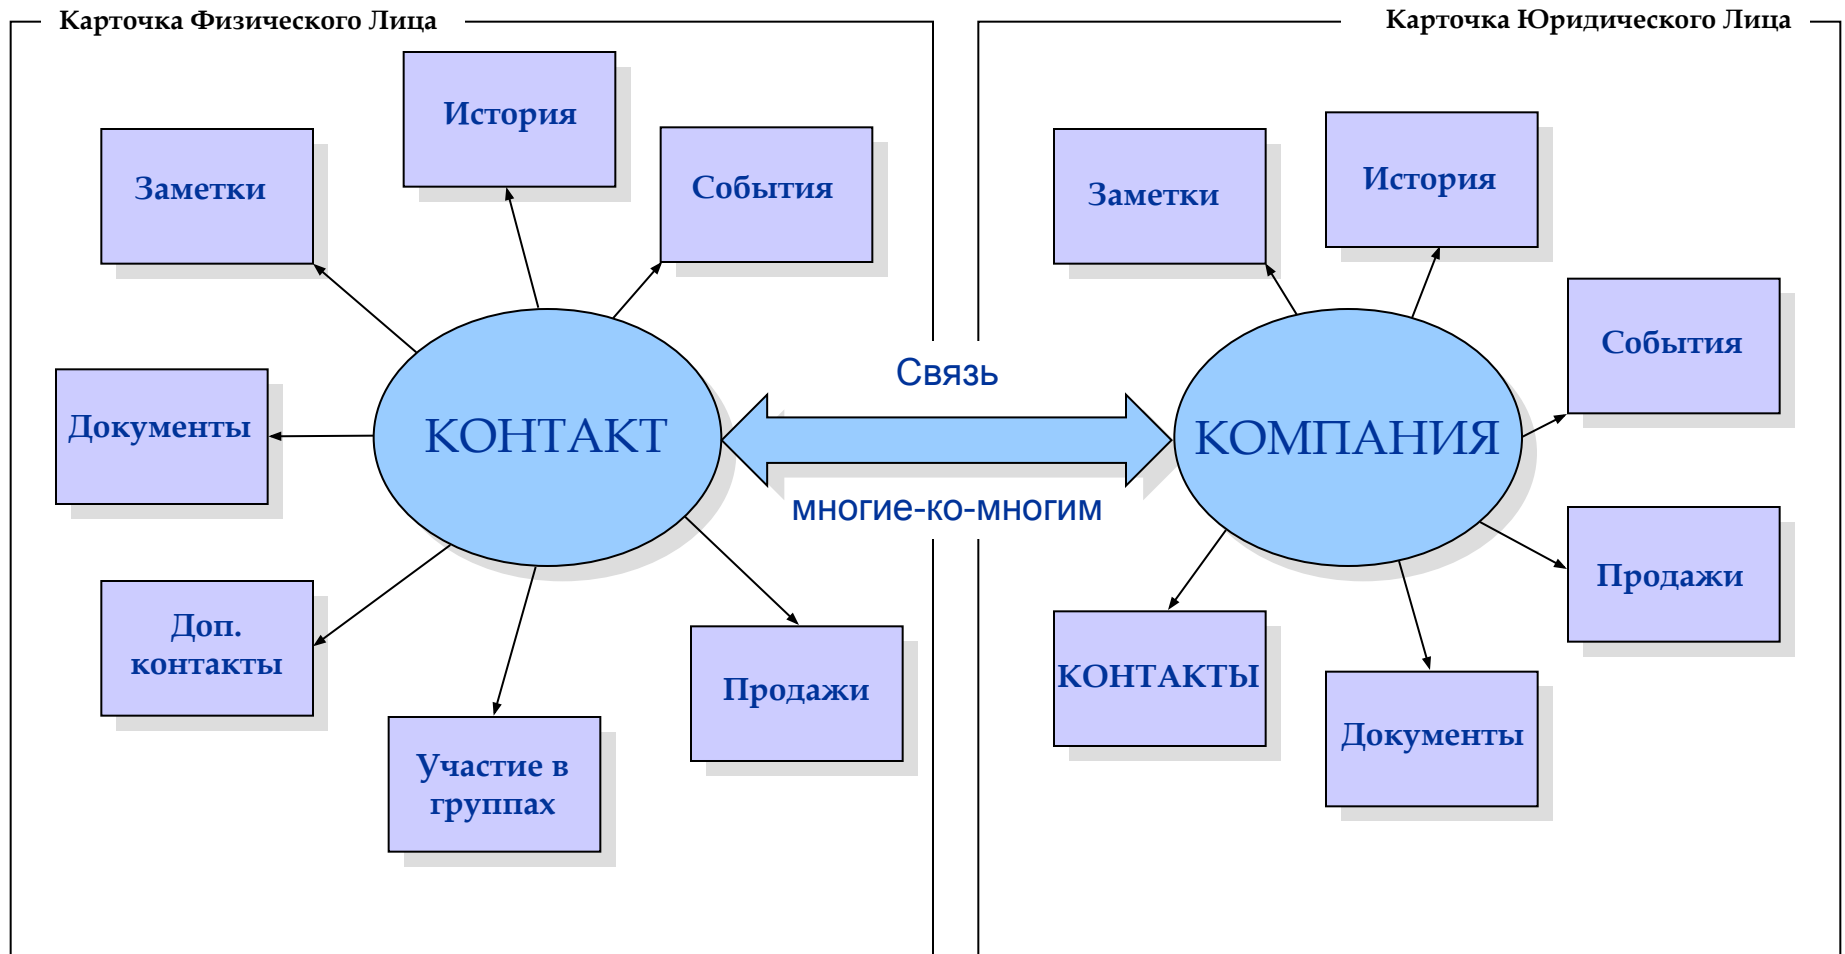 Карточка Физического Лица
История
Заметки
События
КОНТАКТ
Документы
Доп.
контакты
Участие в
группах
Продажи
Связь
многие-ко-многим
Карточка Юридического Лица
Заметки
История
События
КОМПАНИЯ
Продажи
КОНТАКТЫ
Документы